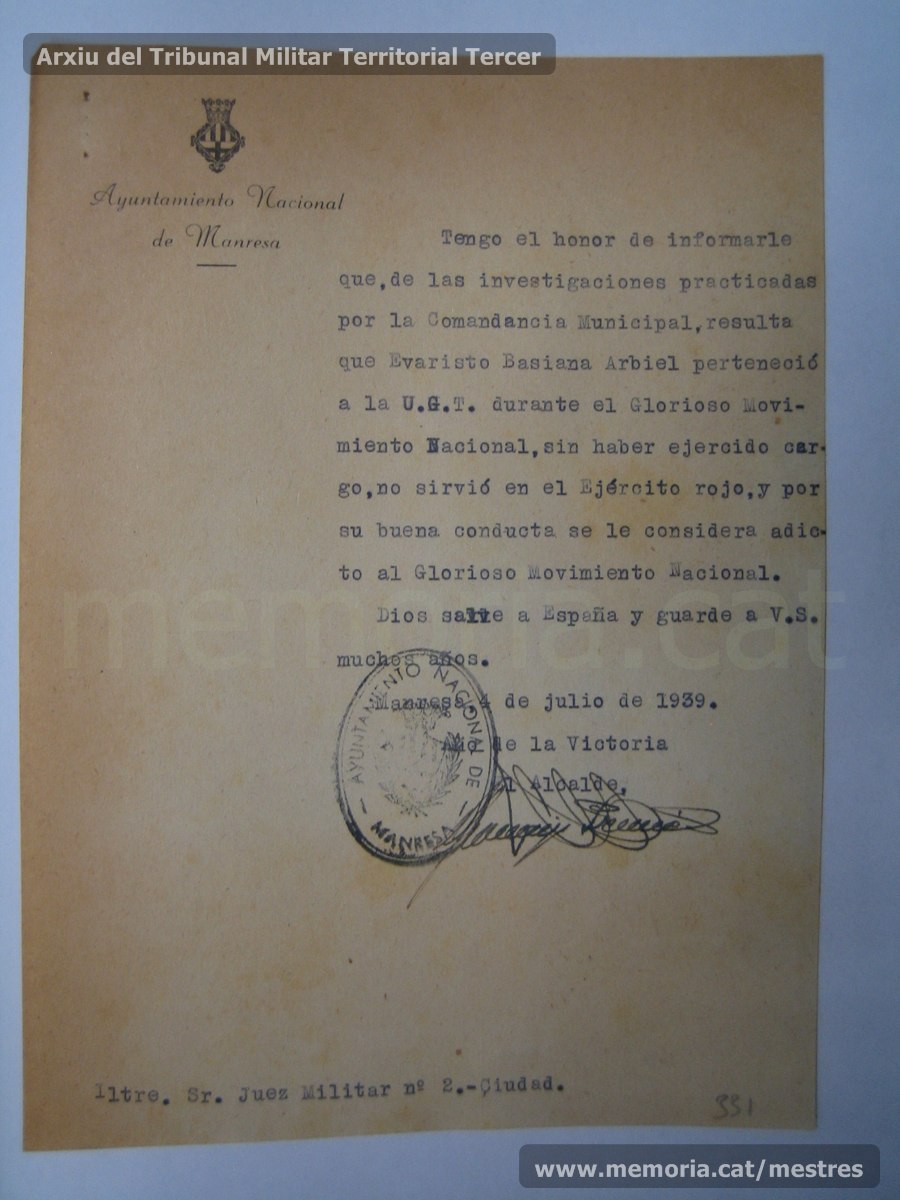 Arxiu del Tribunal Militar Territorial Tercer
Ayuntamiento Nacional
de Manresa
Tengo el honor de informarle
que, de las investigaciones practicadas
por la Comandancia Municipal, resulta
que Evaristo Basiana Arbiel perteneció
a la U.G.T. durante el Glorioso Movi-
miento Nacional, sin haber ejercido car-
go, no sirvió en el Ejército rojo, y por
su buena conducta se le considera adic-
to al Glorioso Movimiento Nacional.
Dios salve a España y guarde a V.S.
muchos años.
Manresa 4 de julio de 1939.
Año de la Victoria
El Alcalde,
AYUNTAMIENTO NACIONAL DE
MANRESA
memoria.cat
Iltre. Sr. Juez Militar nº 2.-Ciudad.
331
www.memoria.cat/mestres